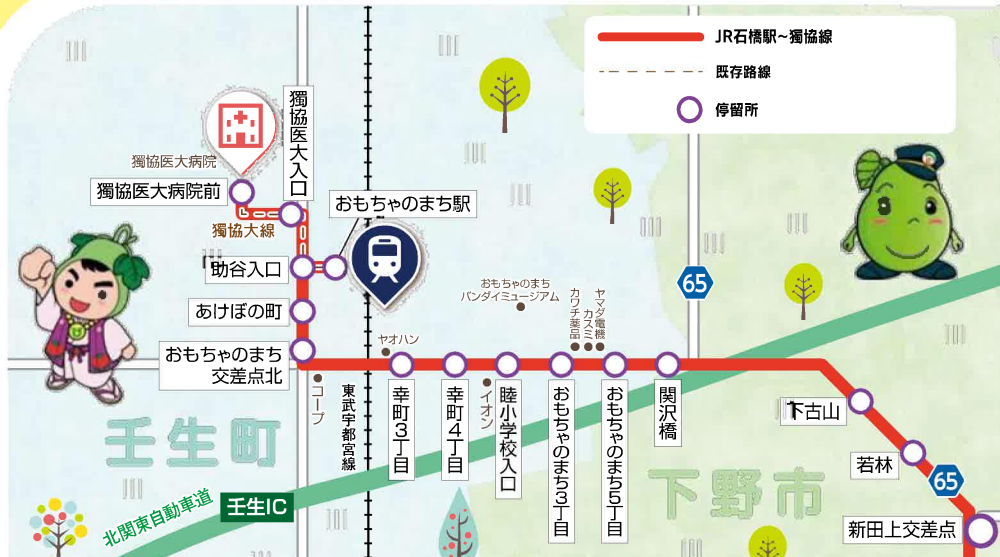 JR石橋駅~獨協線
既存路線
停留所
獨協医大入口
獨協医大病院
獨協医大病院前
獨協大線
おもちゃのまち駅
助谷入口
あけぼの町
おもちゃのまち
交差点北
コープ
東武宇都宮線
ヤオハン
幸町3丁目
幸町4丁目
イオン
睦小学校入口
おもちゃのまち
バンダイミュージアム
カワチ薬品
カスミ
ヤマダ電機
おもちゃのまち3丁目
おもちゃのまち5丁目
関沢橋
65
下古山
若林
65
新田上交差点
壬生町
下野市
北関東自動車道
壬生IC